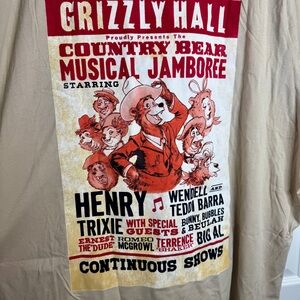 GRIZZLY HALL
Proudly Presents The
COUNTRY BEAR
MUSICAL JAMBOREE
STARRING
HENRY
WENDELL AND
TEDDI BARRA
TRIXIE
WITH SPECIAL
GUESTS
BUNNY, BUBBLES
& BEULAH
ERNEST
"THE DUDE"
ROMEO
MCGROWL
TERRENCE
"SHAKER"
BIG AL
CONTINUOUS SHOWS